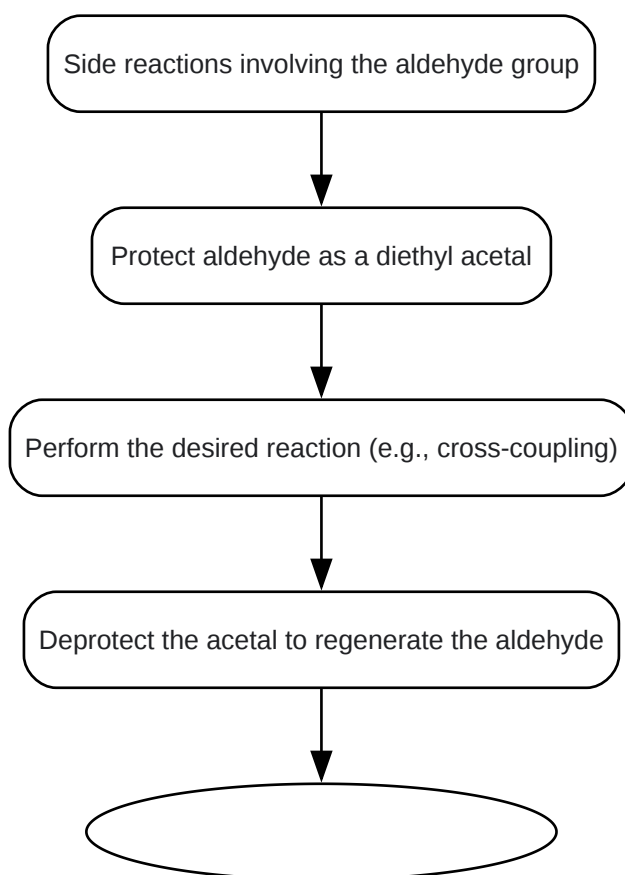 Side reactions involving the aldehyde group
Protect aldehyde as a diethyl acetal
Perform the desired reaction (e.g., cross-coupling)
Deprotect the acetal to regenerate the aldehyde